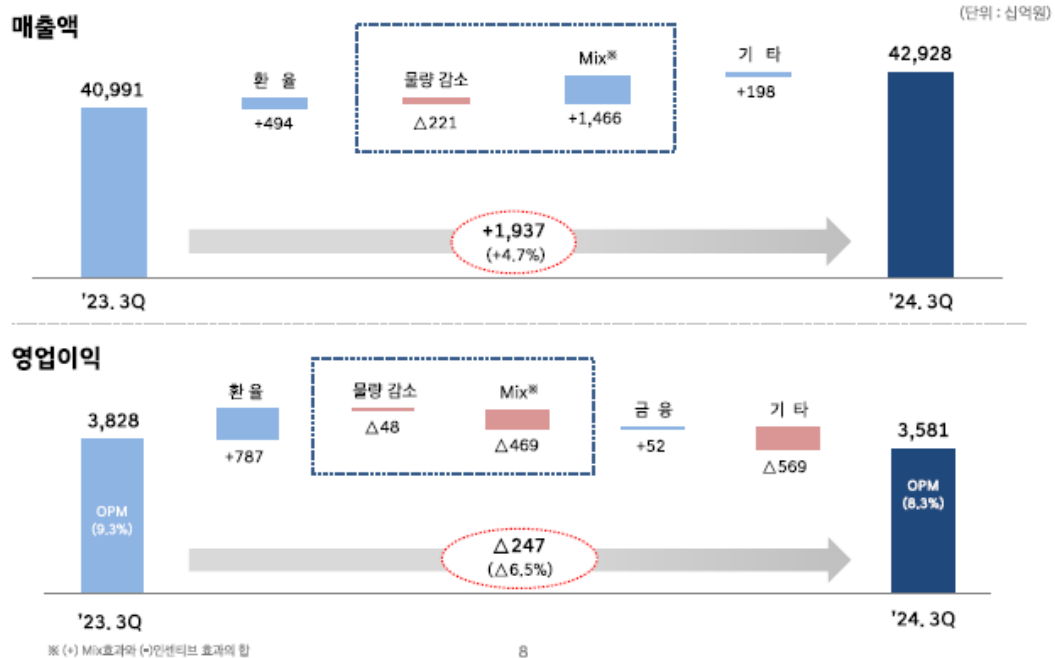 (단위 : 십억원)
매출액
40,991
환 율
+494
물량 감소
△221
Mix※
+1,466
기 타
+198
42,928
+1,937
(+4.7%)
'23. 3Q
'24. 3Q
영업이익
3,828
OPM
(9.3%)
환 율
+787
물량 감소
△48
Mix※
△469
금 융
+52
기 타
△569
3,581
OPM
(8.3%)
△247
(△6.5%)
'23. 3Q
'24. 3Q
※ (+) Mix효과와 (-)인센티브 효과의 합
8